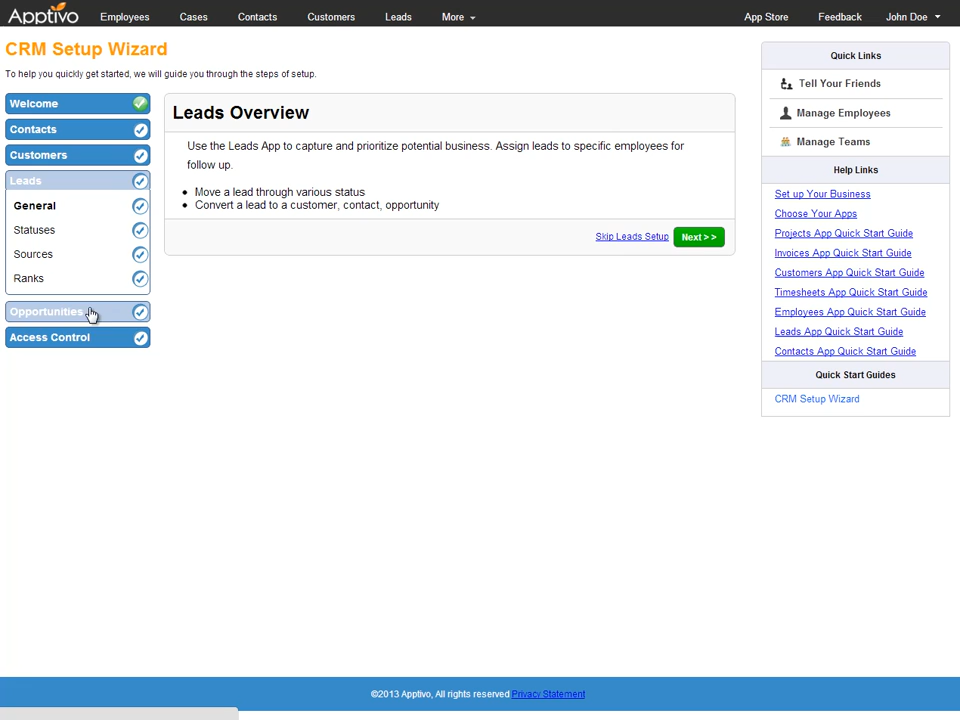 Apptivo Employees Cases Contacts Customers Leads More App Store Feedback John Doe
CRM Setup Wizard
To help you quickly get started, we will guide you through the steps of setup.
Welcome
Contacts
Customers
Leads
General
Statuses
Sources
Ranks
Opportunities
Access Control
Leads Overview
Use the Leads App to capture and prioritize potential business. Assign leads to specific employees for
follow up.
Move a lead through various status
Convert a lead to a customer, contact, opportunity
Skip Leads Setup Next >>
Quick Links
Tell Your Friends
Manage Employees
Manage Teams
Help Links
Set up Your Business
Choose Your Apps
Projects App Quick Start Guide
Invoices App Quick Start Guide
Customers App Quick Start Guide
Timesheets App Quick Start Guide
Employees App Quick Start Guide
Leads App Quick Start Guide
Contacts App Quick Start Guide
Quick Start Guides
CRM Setup Wizard
©2013 Apptivo, All rights reserved Privacy Statement